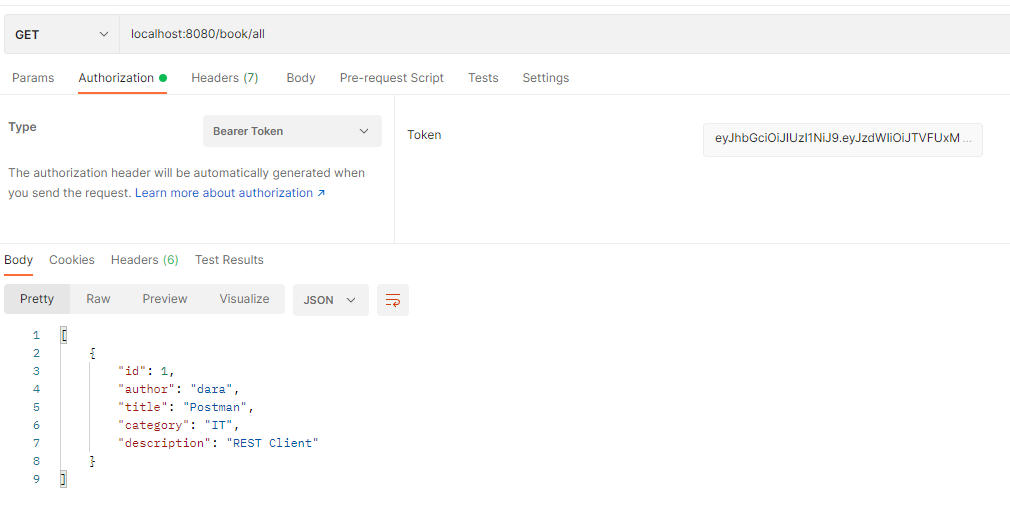 GET localhost:8080/book/all
Params Authorization Headers (7) Body Pre-request Script Tests Settings
Type Bearer Token
The authorization header will be automatically generated when
you send the request. Learn more about authorization ↗
Token eyJhbGciOiJIUzI1NiJ9.eyJzdWIiOiJTVFUxM ...
Body Cookies Headers (6) Test Results
Pretty Raw Preview Visualize JSON
1 [
2 {
3 "id": 1,
4 "author": "dara",
5 "title": "Postman",
6 "category": "IT",
7 "description": "REST Client"
8 }
9 ]